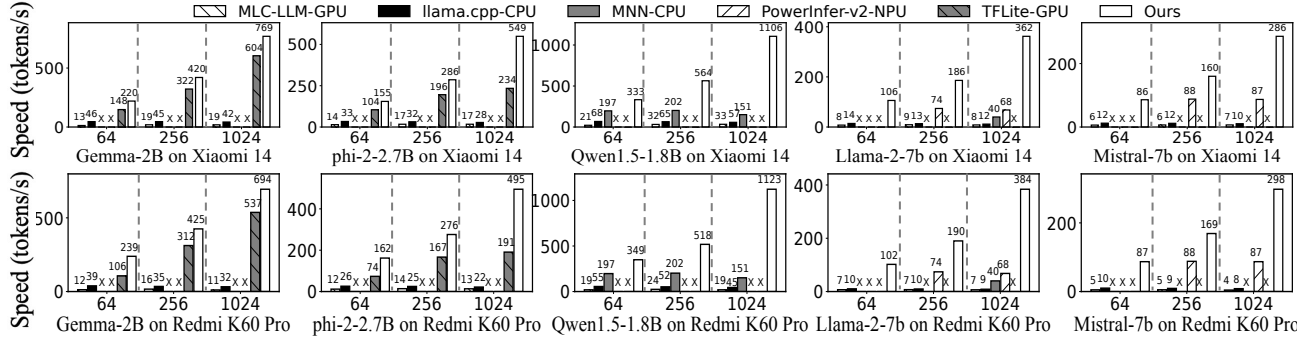 MLC-LLM-GPU llama.cpp-CPU MNN-CPU PowerInfer-v2-NPU TFLite-GPU Ours
Speed (tokens/s)
500
0
13 46 X X 148 220 19 45 X X 322 420 19 42 X X 604 769
64 256 1024
Gemma-2B on Xiaomi 14
500
250
0
14 33 X X 104 155 17 32 X X 196 286 17 28 X X 234 549
64 256 1024
phi-2-2.7B on Xiaomi 14
1000
500
0
21 68 197 X X 333 32 65 202 X X 564 33 57 151 X X 1106
64 256 1024
Qwen1.5-1.8B on Xiaomi 14
400
200
0
8 14 X X X 106 9 13 X 74 X 186 8 12 40 68 X 362
64 256 1024
Llama-2-7b on Xiaomi 14
200
0
6 12 X X X 86 6 12 X 88 X 160 7 10 X 87 X 286
64 256 1024
Mistral-7b on Xiaomi 14
Speed (tokens/s)
500
0
12 39 X X 106 239 16 35 X X 312 425 11 32 X X 537 694
64 256 1024
Gemma-2B on Redmi K60 Pro
400
200
0
12 26 X X 74 162 14 25 X X 167 276 13 22 X X 191 495
64 256 1024
phi-2-2.7B on Redmi K60 Pro
1000
500
0
19 55 197 X X 349 24 52 202 X X 518 19 45 151 X X 1123
64 256 1024
Qwen1.5-1.8B on Redmi K60 Pro
400
200
0
7 10 X X X 102 7 10 X 74 X 190 7 9 40 68 X 384
64 256 1024
Llama-2-7b on Redmi K60 Pro
200
0
5 10 X X X 87 5 9 X 88 X 169 4 8 X 87 X 298
64 256 1024
Mistral-7b on Redmi K60 Pro